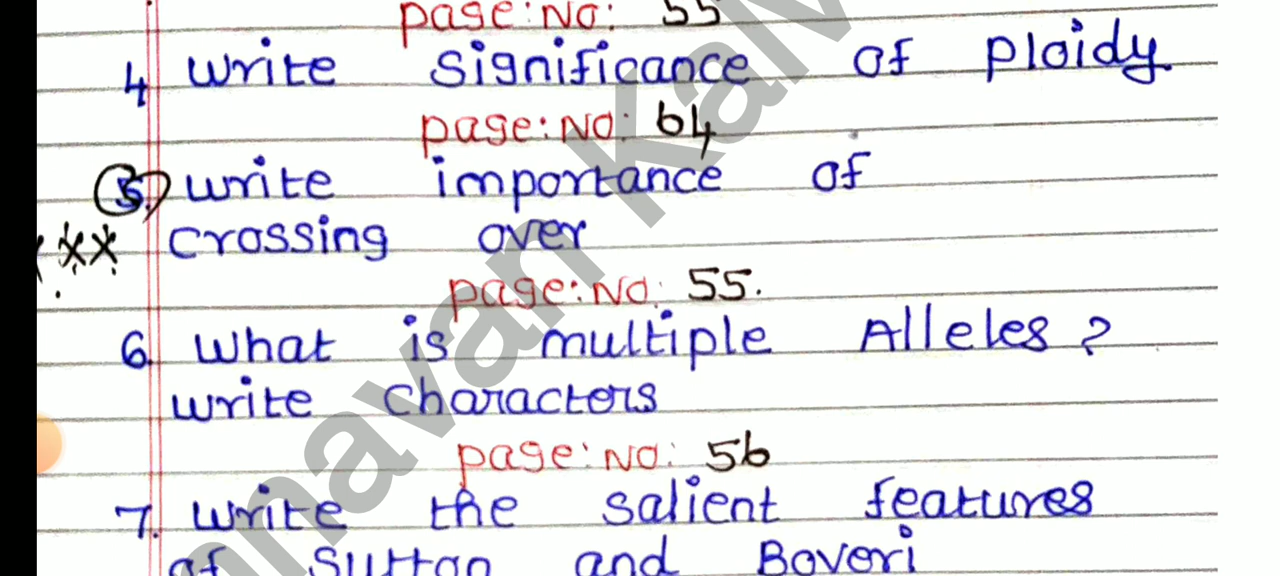 page:No: 55
4 write significance of ploidy
page:No: 64
5. write importance of
crossing over
page:No: 55.
6. What is multiple Alleles?
write characters
page:No: 56
7. write the salient features
of Sutton and Boveri